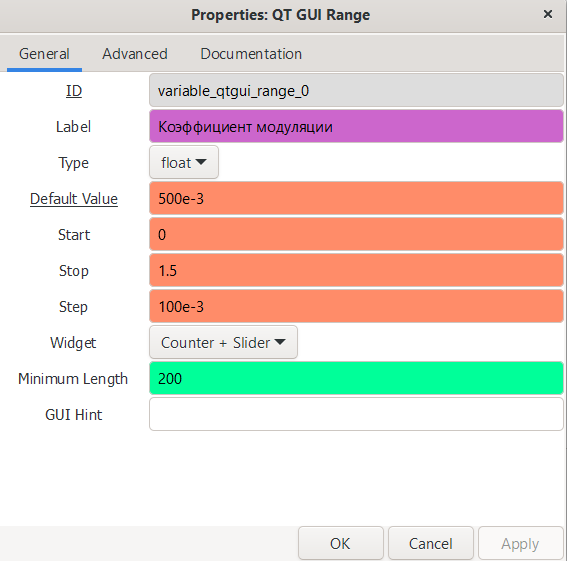 Properties: QT GUI Range
General Advanced Documentation
ID variable_qtgui_range_0
Label Коэффициент модуляции
Type float
Default Value 500e-3
Start 0
Stop 1.5
Step 100e-3
Widget Counter + Slider
Minimum Length 200
GUI Hint
OK Cancel Apply